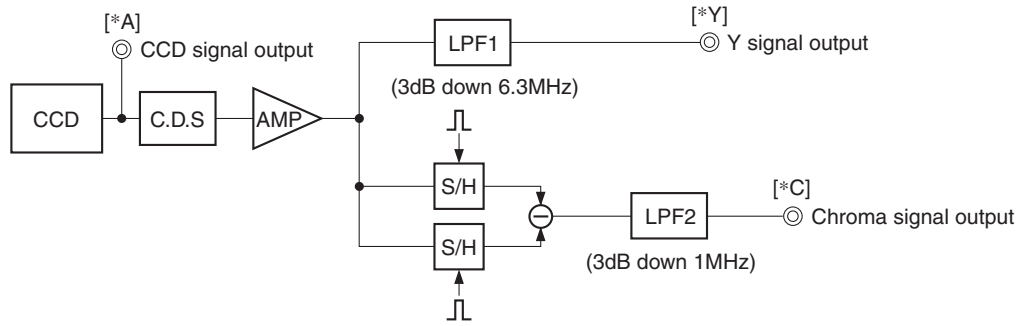 [*A]
CCD signal output
[*Y]
Y signal output
LPF1
(3dB down 6.3MHz)
CCD
C.D.S
AMP
S/H
[*C]
Chroma signal output
LPF2
(3dB down 1MHz)
S/H